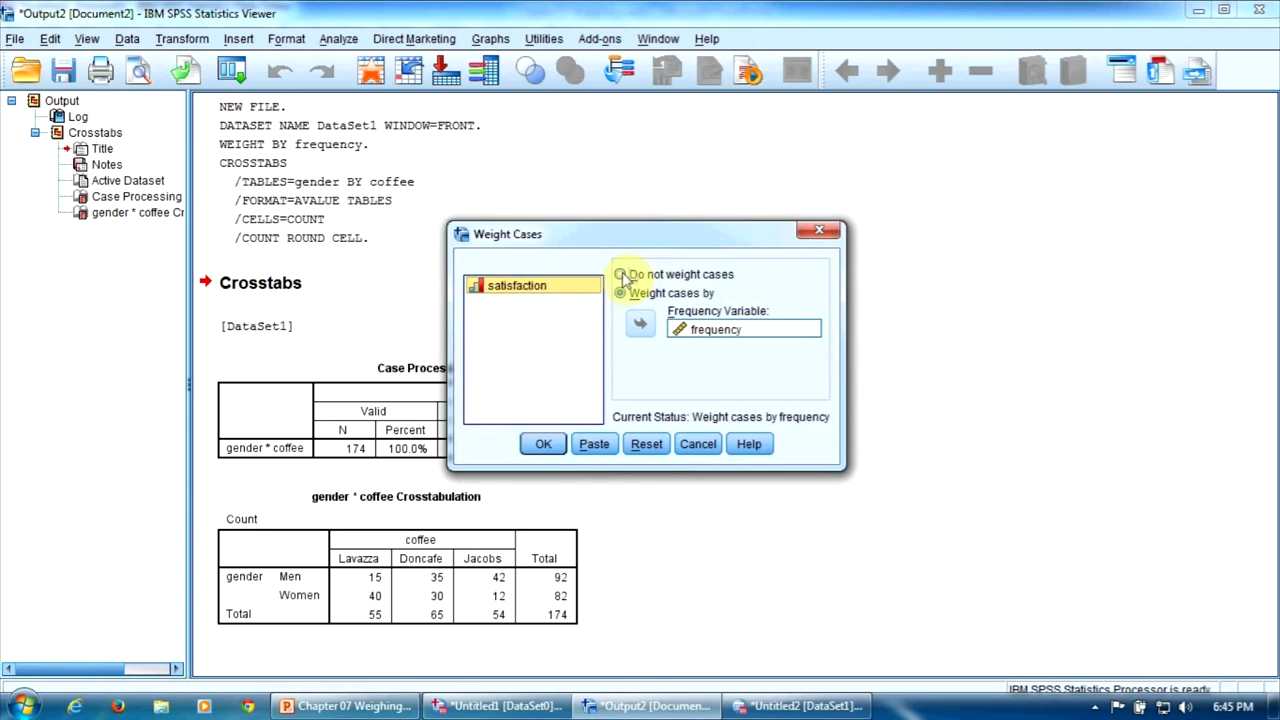 *Output2 [Document2] - IBM SPSS Statistics Viewer
File Edit View Data Transform Insert Format Analyze Direct Marketing Graphs Utilities Add-ons Window Help
Output
Log
Crosstabs
Title
Notes
Active Dataset
Case Processing
gender * coffee Cr
NEW FILE.
DATASET NAME DataSet1 WINDOW=FRONT.
WEIGHT BY frequency.
CROSSTABS
/TABLES=gender BY coffee
/FORMAT=AVALUE TABLES
/CELLS=COUNT
/COUNT ROUND CELL.
Crosstabs
[DataSet1]
Case Proces
Valid
N Percent
gender * coffee 174 100.0%
gender * coffee Crosstabulation
Count
coffee
Lavazza Doncafe Jacobs Total
gender Men 15 35 42 92
Women 40 30 12 82
Total 55 65 54 174
Weight Cases
satisfaction
Do not weight cases
Weight cases by
Frequency Variable:
frequency
Current Status: Weight cases by frequency
OK Paste Reset Cancel Help
IBM SPSS Statistics Processor is ready
Chapter 07 Weighing... *Untitled1 [DataSet0]... *Output2 [Documen... *Untitled2 [DataSet1]... 6:45 PM